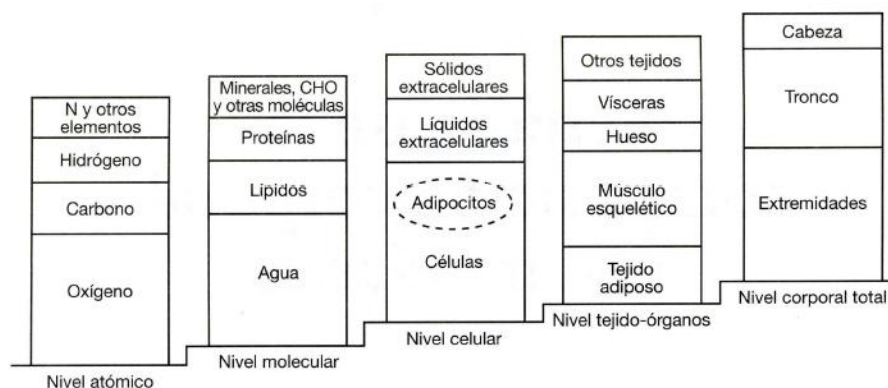 N y otros
elementos
Hidrógeno
Carbono
Oxígeno
Nivel atómico
Minerales, CHO
y otras moléculas
Proteínas
Lípidos
Agua
Nivel molecular
Sólidos
extracelulares
Líquidos
extracelulares
Adipocitos
Células
Nivel celular
Otros tejidos
Vísceras
Hueso
Músculo
esquelético
Tejido
adiposo
Nivel tejido-órganos
Cabeza
Tronco
Extremidades
Nivel corporal total